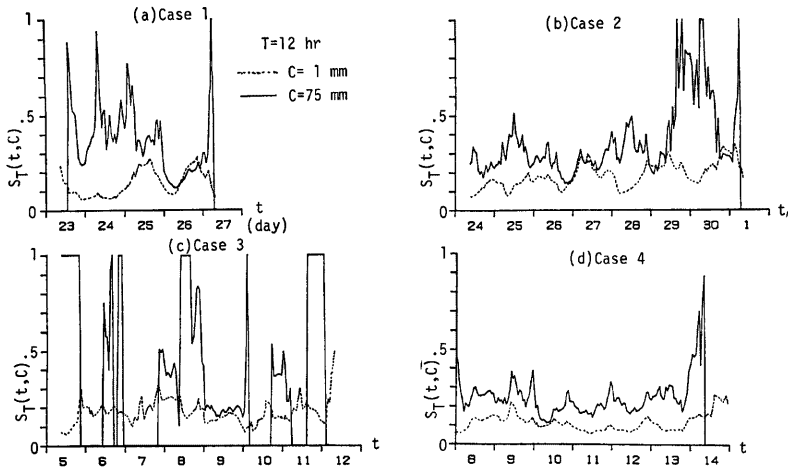 (a)Case 1
T=12 hr
C= 1 mm
C=75 mm
1
.5
0
S_T(t,C).
23 24 25 26 27 t
(day)
(b)Case 2
1
.5
0
S_T(t,C).
24 25 26 27 28 29 30 1 t,
(c)Case 3
1
.5
0
S_T(t,C).
5 6 7 8 9 10 11 12 t
(d)Case 4
1
.5
0
S_T(t,C).
8 9 10 11 12 13 14 t